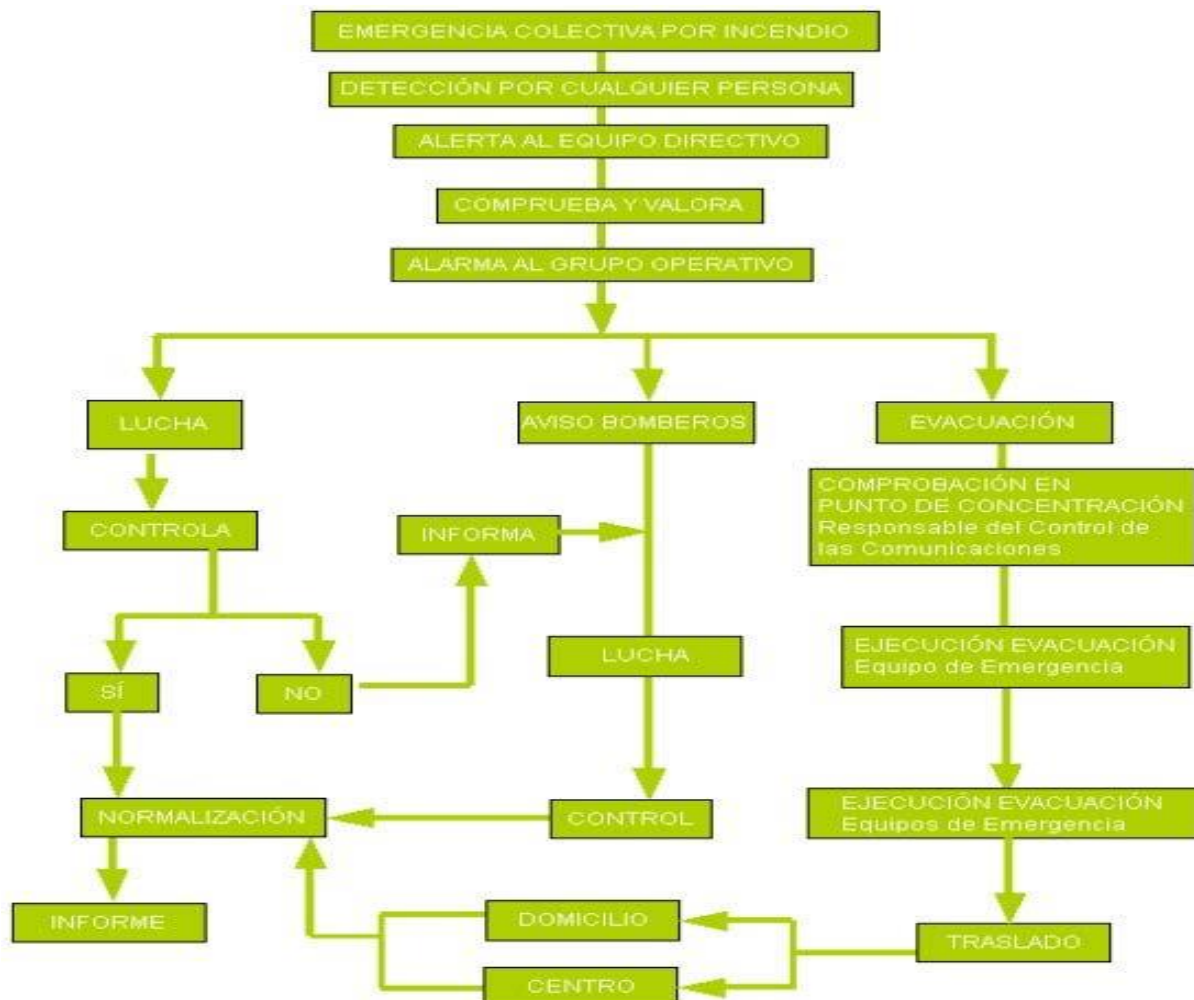 EMERGENCIA COLECTIVA POR INCENDIO
DETECCIÓN POR CUALQUIER PERSONA
ALERTA AL EQUIPO DIRECTIVO
COMPRUEBA Y VALORA
ALARMA AL GRUPO OPERATIVO
LUCHA
AVISO BOMBEROS
EVACUACIÓN
COMPROBACIÓN EN
PUNTO DE CONCENTRACIÓN
Responsable del Control de
las Comunicaciones
CONTROLA
INFORMA
LUCHA
EJECUCIÓN EVACUACIÓN
Equipo de Emergencia
SÍ
NO
NORMALIZACIÓN
CONTROL
EJECUCIÓN EVACUACIÓN
Equipos de Emergencia
INFORME
DOMICILIO
TRASLADO
CENTRO